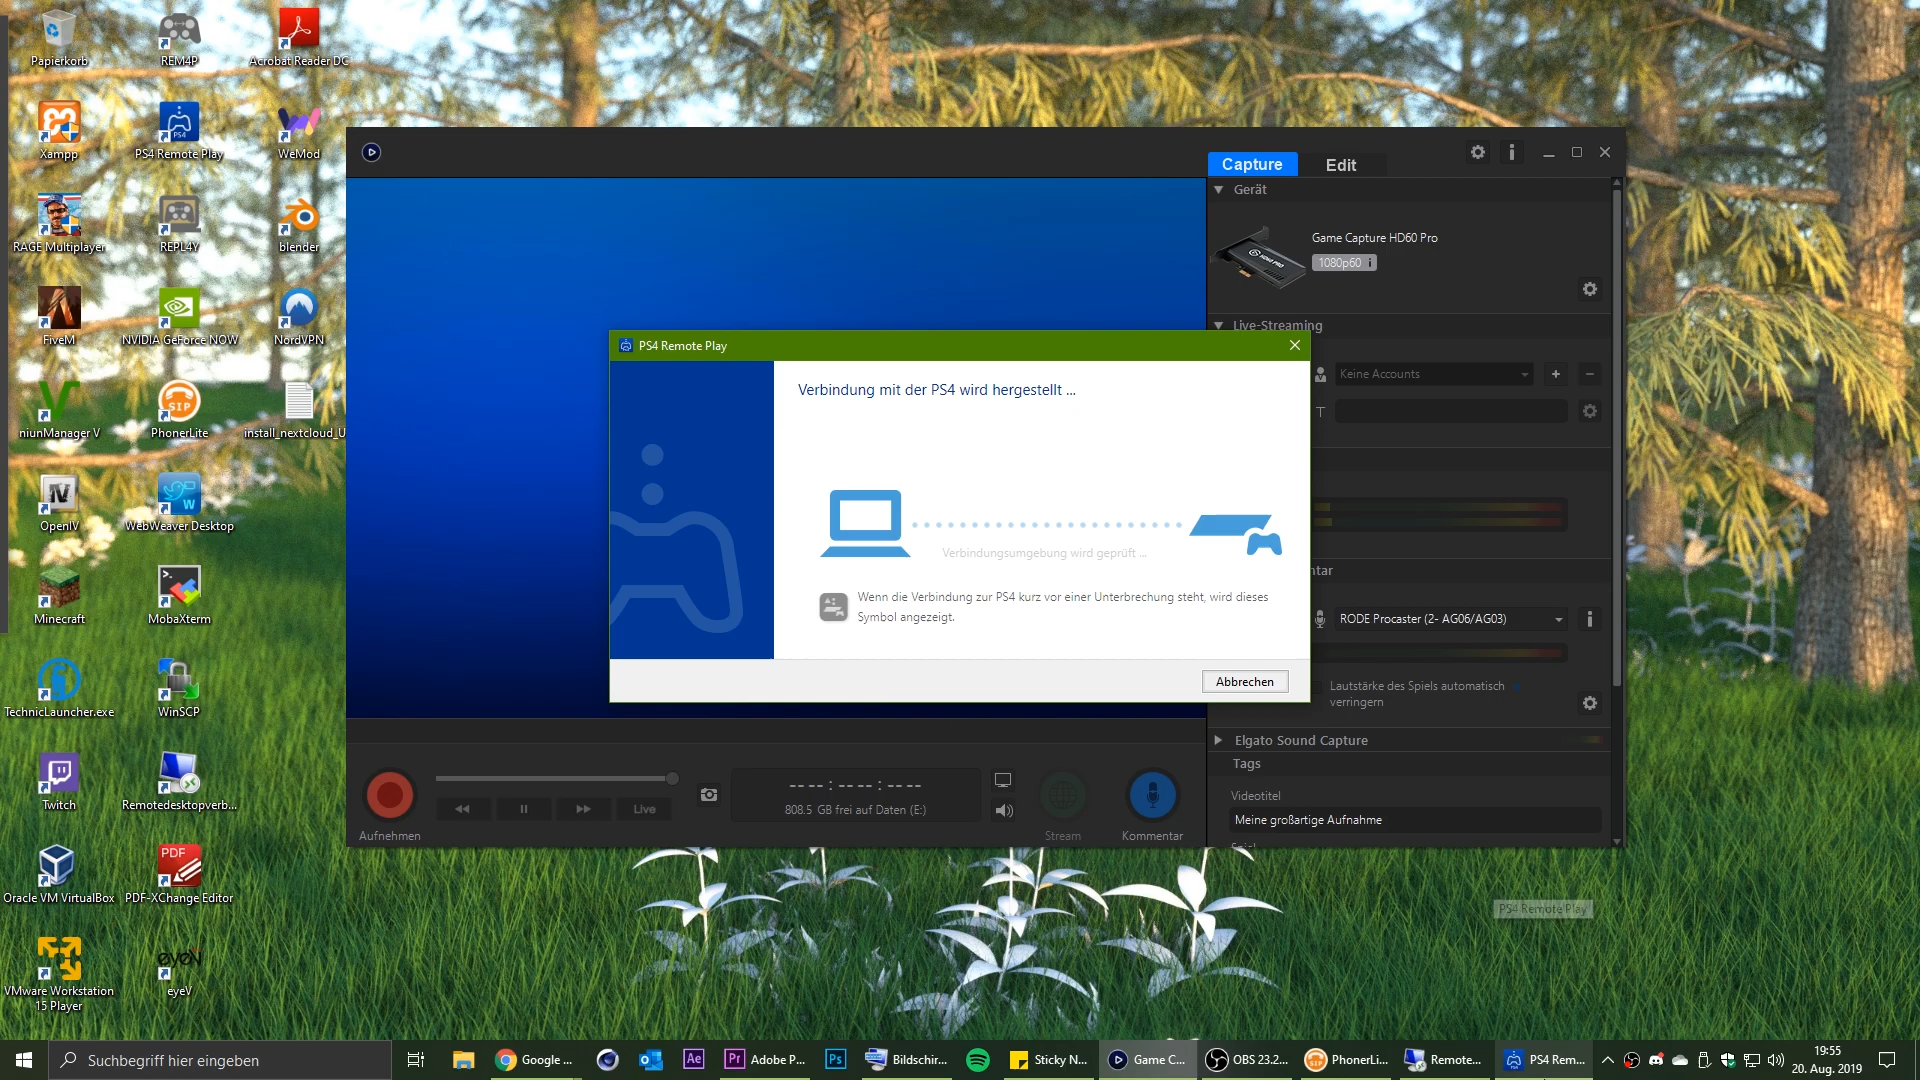 Papierkorb
REM4P
Acrobat Reader DC
Xampp
PS4 Remote Play
WeMod
RAGE Multiplayer
REPL4Y
blender
FiveM
NVIDIA GeForce NOW
NordVPN
niunManager V
PhonerLite
install_nextcloud_U
OpenIV
WebWeaver Desktop
Minecraft
MobaXterm
TechnicLauncher.exe
WinSCP
Twitch
Remotedesktopverb...
Oracle VM VirtualBox
PDF-XChange Editor
VMware Workstation
15 Player
eyeV
Capture
Edit
Gerät
Game Capture HD60 Pro
1080p60 i
Live-Streaming
Keine Accounts
T
ntar
RODE Procaster (2- AG06/AG03)
Lautstärke des Spiels automatisch
verringern
Elgato Sound Capture
Tags
Videotitel
Meine großartige Aufnahme
PS4 Remote Play
Verbindung mit der PS4 wird hergestellt ...
Verbindungsumgebung wird geprüft ...
Wenn die Verbindung zur PS4 kurz vor einer Unterbrechung steht, wird dieses
Symbol angezeigt.
Abbrechen
Live
-- -- : -- -- : -- --
808.5 GB frei auf Daten (E:)
Aufnehmen
Stream
Kommentar
PS4 Remote Play
Suchbegriff hier eingeben
Google ...
Adobe P...
Bildschir...
Sticky N...
Game C...
OBS 23.2...
PhonerLi...
Remote...
PS4 Rem...
19:55
20. Aug. 2019